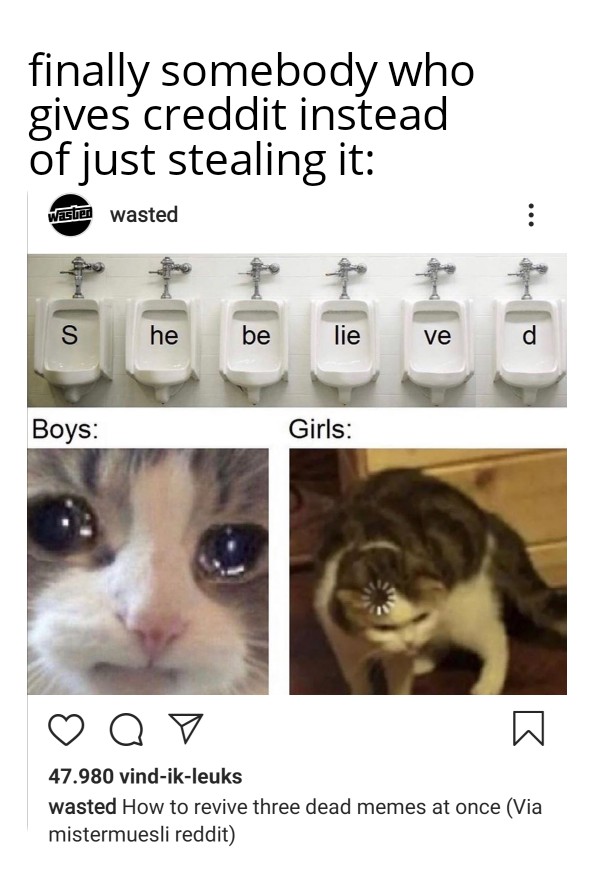 finally somebody who
gives creddit instead
of just stealing it:
wasted wasted
S he be lie ve d
Boys: Girls:
47.980 vind-ik-leuks
wasted How to revive three dead memes at once (Via
mistermuesli reddit)